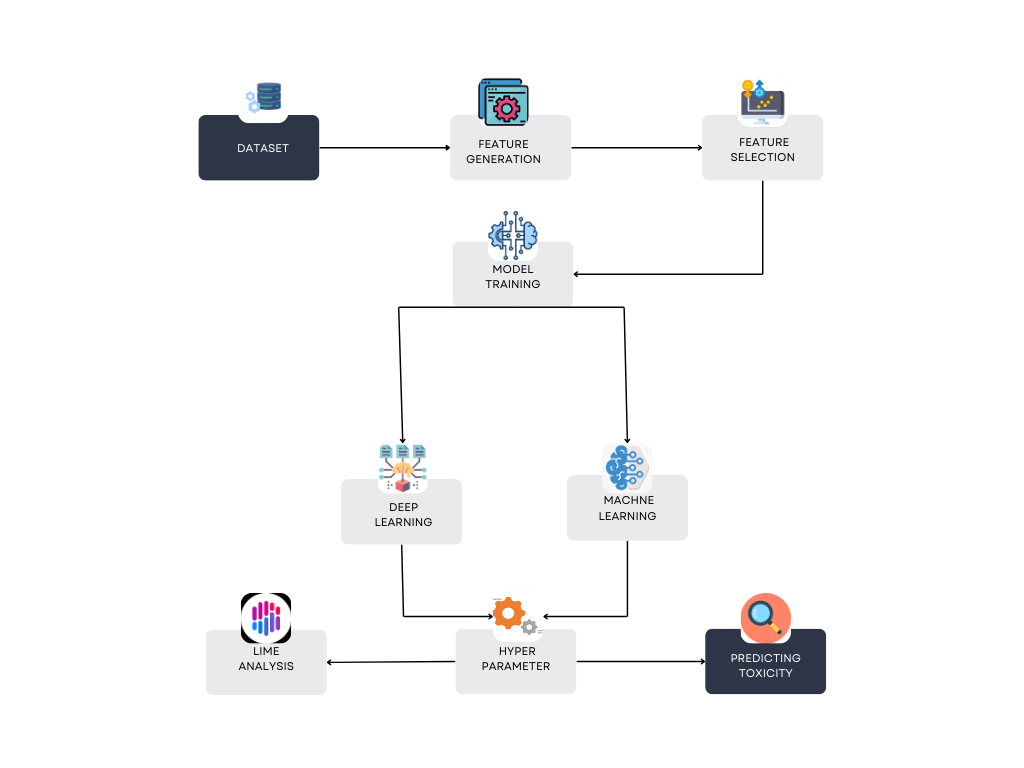 DATASET
FEATURE
GENERATION
FEATURE
SELECTION
MODEL
TRAINING
DEEP
LEARNING
MACHNE
LEARNING
LIME
ANALYSIS
HYPER
PARAMETER
PREDICTING
TOXICITY